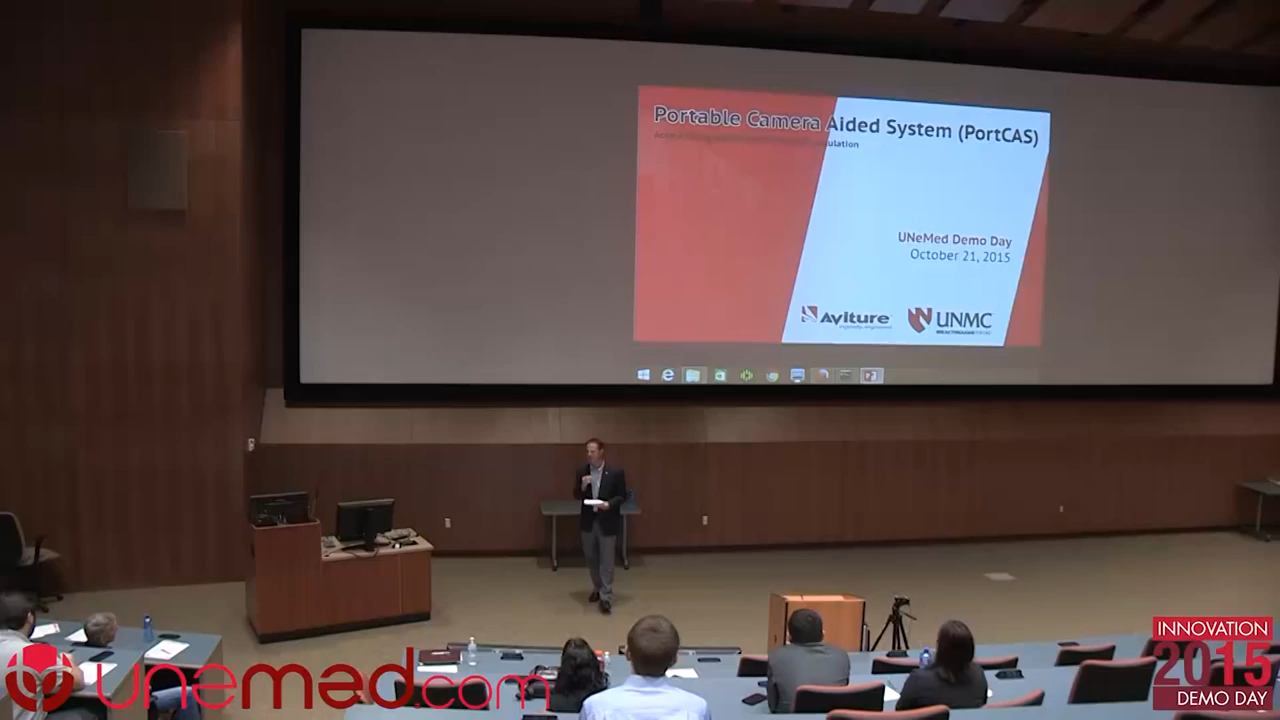 Portable Camera Aided System (PortCAS)
UNeMed Demo Day
October 21, 2015
Aviture
UNMC
INNOVATION
2015
DEMO DAY
unemed.com